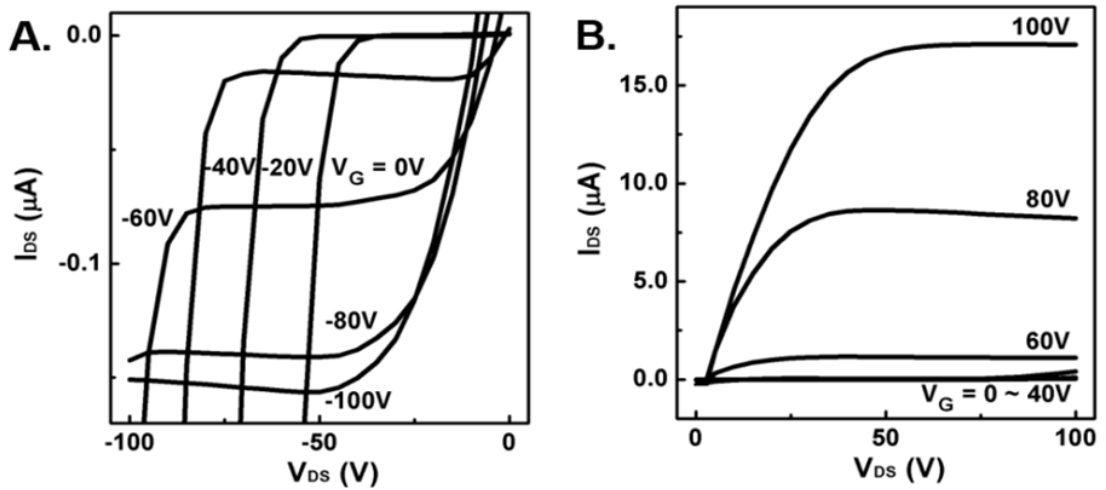 A.
0.0
-0.1
I_DS (μA)
-40V
-20V
V_G = 0V
-60V
-80V
-100V
-100
-50
0
V_DS (V)
B.
15.0
10.0
5.0
0.0
I_DS (μA)
100V
80V
60V
V_G = 0 ~ 40V
0
50
100
V_DS (V)